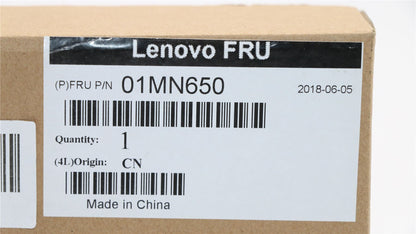 Lenovo FRU
(P)FRU P/N 01MN650 2018-06-05
Quantity: 1
(4L)Origin: CN
Made in China